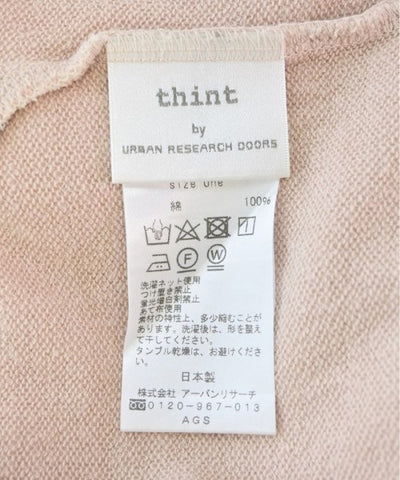 thint
by
URBAN RESEARCH DOORS
size one
綿 100%
F W
洗濯ネット使用
つけ置き禁止
蛍光増白剤禁止
あて布使用
素材の特性上、多少縮むことが
あります。洗濯後は、形を整え
て干してください。
タンブル乾燥は、お避けくださ
い。
日本製
株式会社 アーバンリサーチ
0120-967-013
AGS